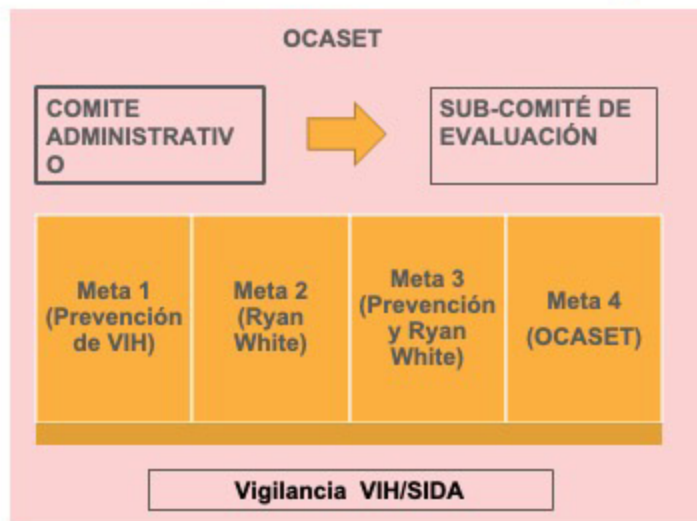 OCASET
COMITE
ADMINISTRATIV
O
SUB-COMITÉ DE
EVALUACIÓN
Meta 1
(Prevención
de VIH)
Meta 2
(Ryan
White)
Meta 3
(Prevención
y Ryan
White)
Meta 4
(OCASET)
Vigilancia VIH/SIDA